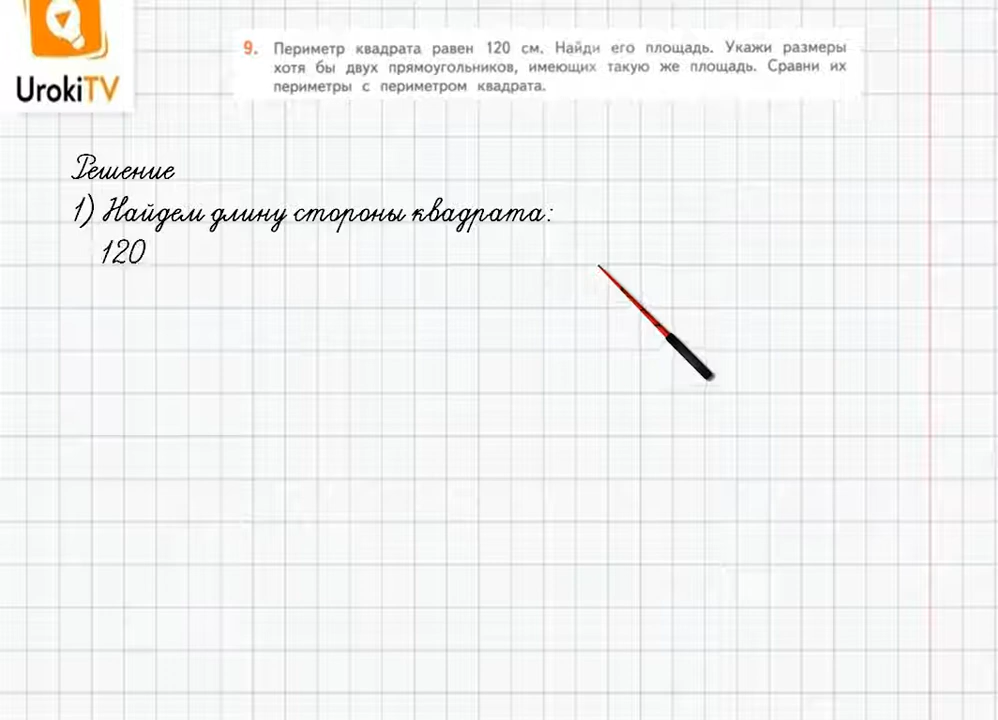 UrokiTV
9. Периметр квадрата равен 120 см. Найди его площадь. Укажи размеры
хотя бы двух прямоугольников, имеющих такую же площадь. Сравни их
периметры с периметром квадрата.
Решение
1) Найдем длину стороны квадрата:
120